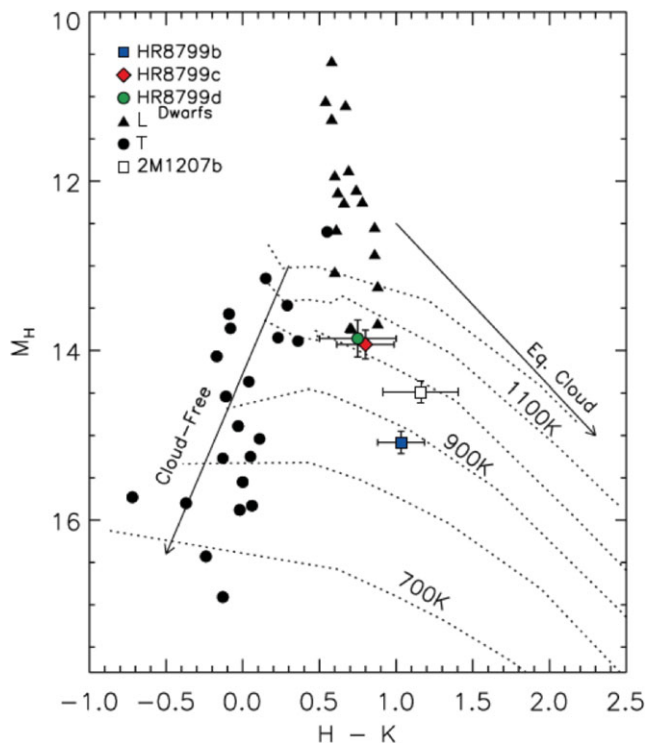 10
HR8799b
HR8799c
HR8799d
L Dwarfs
T
2M1207b
12
14
16
M_H
Cloud-Free
Eq. Cloud
1100K
900K
700K
-1.0 -0.5 0.0 0.5 1.0 1.5 2.0 2.5
H - K